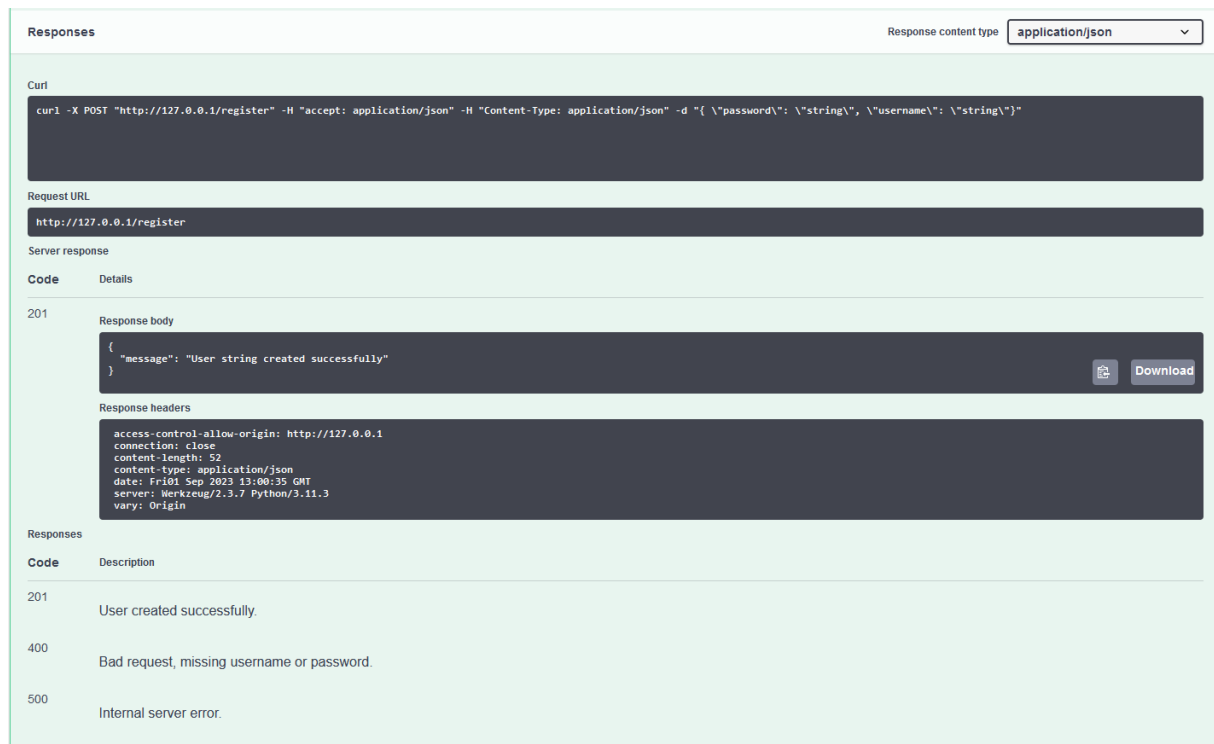 Responses
Response content type
application/json
Curl
curl -X POST "http://127.0.0.1/register" -H "accept: application/json" -H "Content-Type: application/json" -d "{ \"password\": \"string\", \"username\": \"string\"}"
Request URL
http://127.0.0.1/register
Server response
Code Details
201
Response body
{
  "message": "User string created successfully"
}
Download
Response headers
access-control-allow-origin: http://127.0.0.1
connection: close
content-length: 52
content-type: application/json
date: Fri01 Sep 2023 13:00:35 GMT
server: Werkzeug/2.3.7 Python/3.11.3
vary: Origin
Responses
Code Description
201
User created successfully.
400
Bad request, missing username or password.
500
Internal server error.